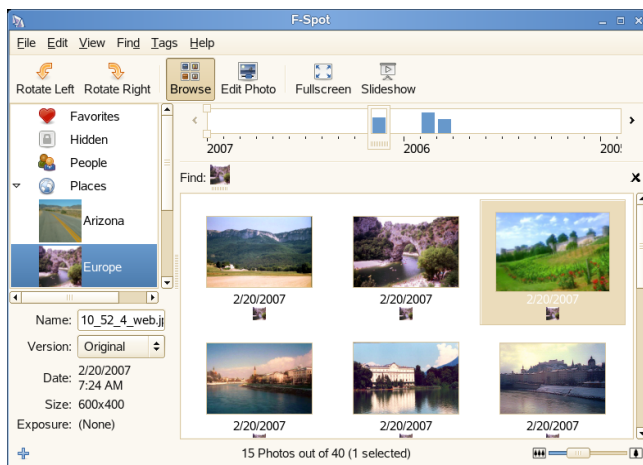 F-Spot
File Edit View Find Tags Help
Rotate Left Rotate Right Browse Edit Photo Fullscreen Slideshow
Favorites
Hidden
People
Places
Arizona
Europe
2007 2006 2005
Find:
2/20/2007 2/20/2007 2/20/2007
2/20/2007 2/20/2007 2/20/2007
Name: 10_52_4_web.jp
Version: Original
Date: 2/20/2007
7:24 AM
Size: 600x400
Exposure: (None)
15 Photos out of 40 (1 selected)